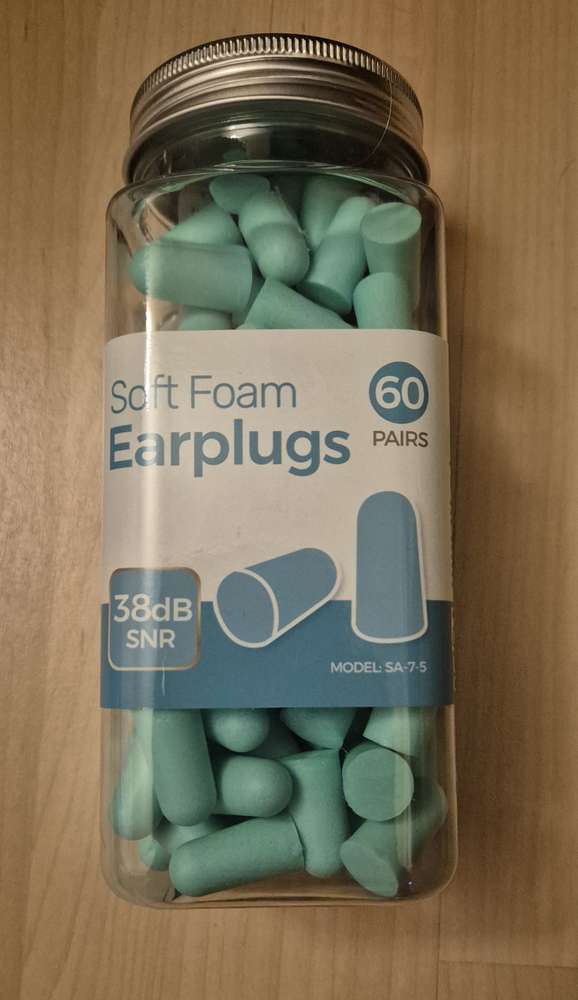 Soft Foam
Earplugs
60
PAIRS
38dB
SNR
MODEL: SA-7-5